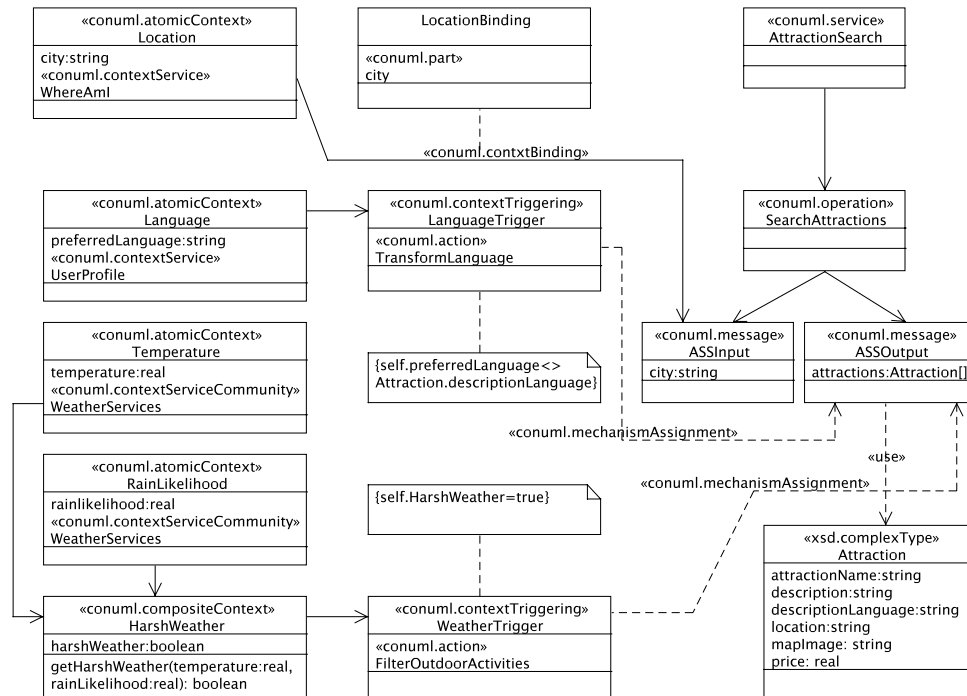 «conuml.atomicContext»
Location
city:string
«conuml.contextService»
WhereAmI
LocationBinding
«conuml.part»
city
«conuml.service»
AttractionSearch
«conuml.contxtBinding»
«conuml.atomicContext»
Language
preferredLanguage:string
«conuml.contextService»
UserProfile
«conuml.contextTriggering»
LanguageTrigger
«conuml.action»
TransformLanguage
«conuml.operation»
SearchAttractions
«conuml.atomicContext»
Temperature
temperature:real
«conuml.contextServiceCommunity»
WeatherServices
{self.preferredLanguage<>
Attraction.descriptionLanguage}
«conuml.message»
ASSInput
city:string
«conuml.message»
ASSOutput
attractions:Attraction[]
«conuml.mechanismAssignment»
«use»
«conuml.mechanismAssignment»
«conuml.atomicContext»
RainLikelihood
rainlikelihood:real
«conuml.contextServiceCommunity»
WeatherServices
{self.HarshWeather=true}
«conuml.compositeContext»
HarshWeather
harshWeather:boolean
getHarshWeather(temperature:real,
rainLikelihood:real): boolean
«conuml.contextTriggering»
WeatherTrigger
«conuml.action»
FilterOutdoorActivities
«xsd.complexType»
Attraction
attractionName:string
description:string
descriptionLanguage:string
location:string
mapImage: string
price: real